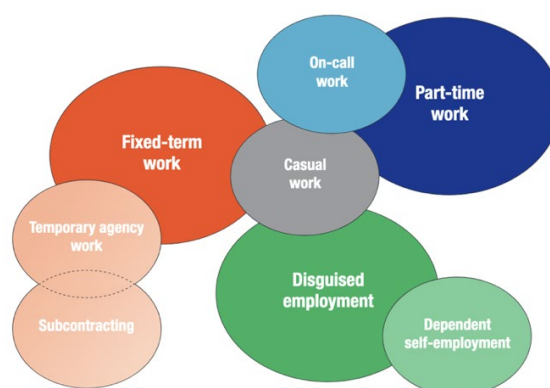 On-call
work
Part-time
work
Fixed-term
work
Casual
work
Temporary agency
work
Disguised
employment
Subcontracting
Dependent
self-employment